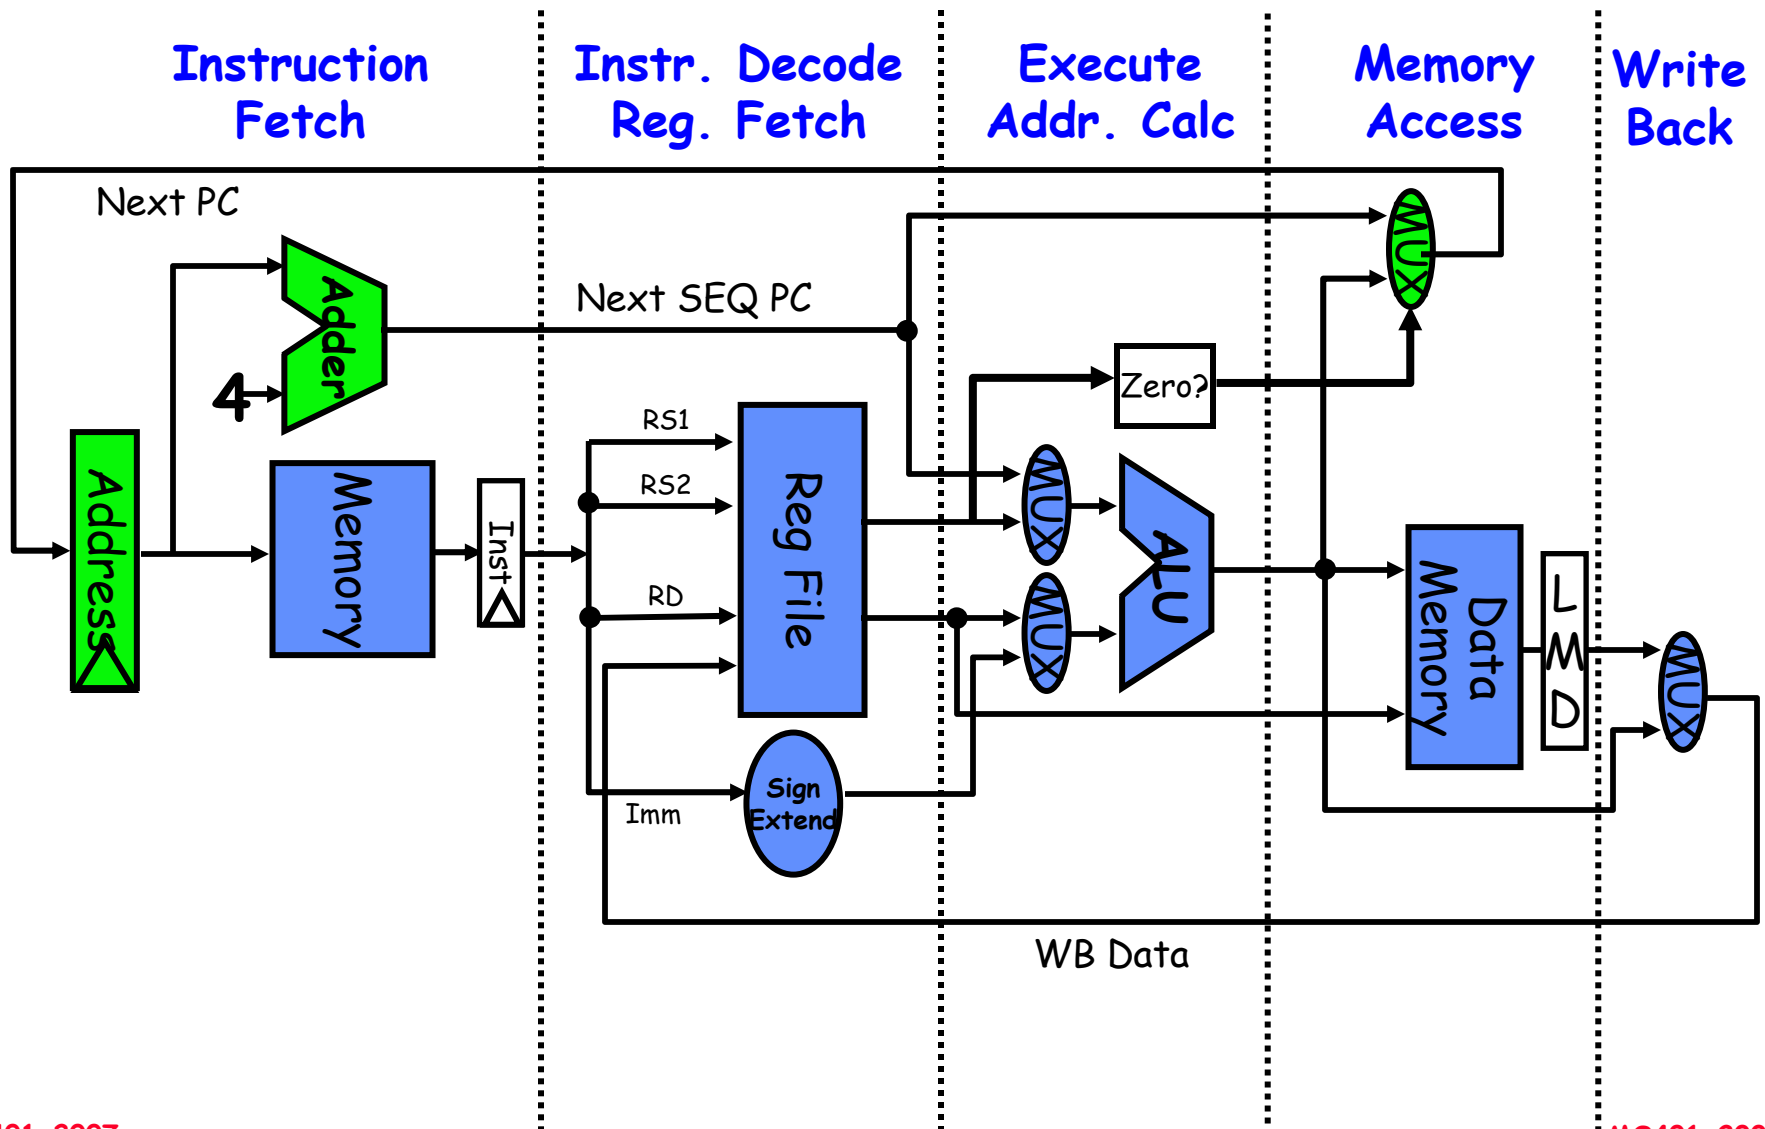 Instruction
Fetch
Instr. Decode
Reg. Fetch
Execute
Addr. Calc
Memory
Access
Write
Back
Next PC
Adder
4
Next SEQ PC
MUX
Zero?
Address
Memory
Inst
RS1
RS2
RD
Imm
Reg File
Sign
Extend
MUX
MUX
ALU
Data
Memory
L
M
D
MUX
WB Data